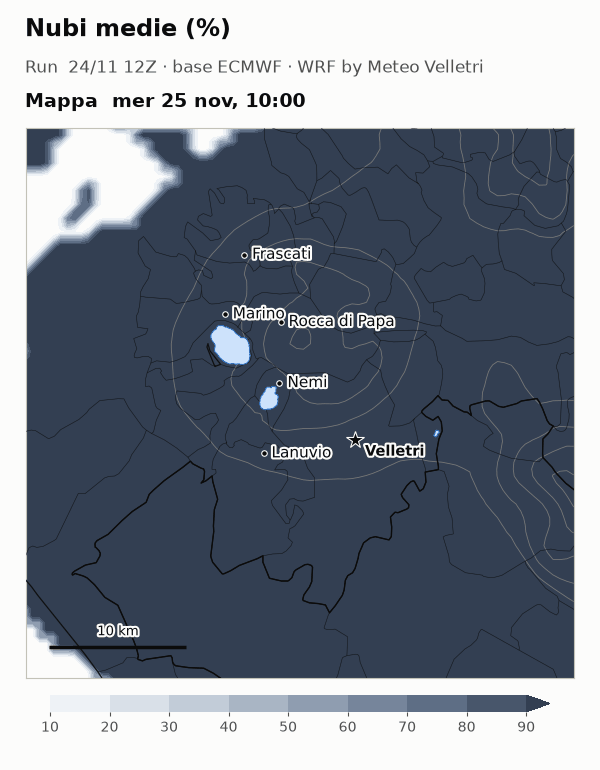 Nubi medie (%)
Run  24/11 12Z · base ECMWF · WRF by Meteo Velletri
Mappa  mer 25 nov, 10:00
Frascati
Marino
Rocca di Papa
Nemi
Velletri
Lanuvio
10 km
10 20 30 40 50 60 70 80 90